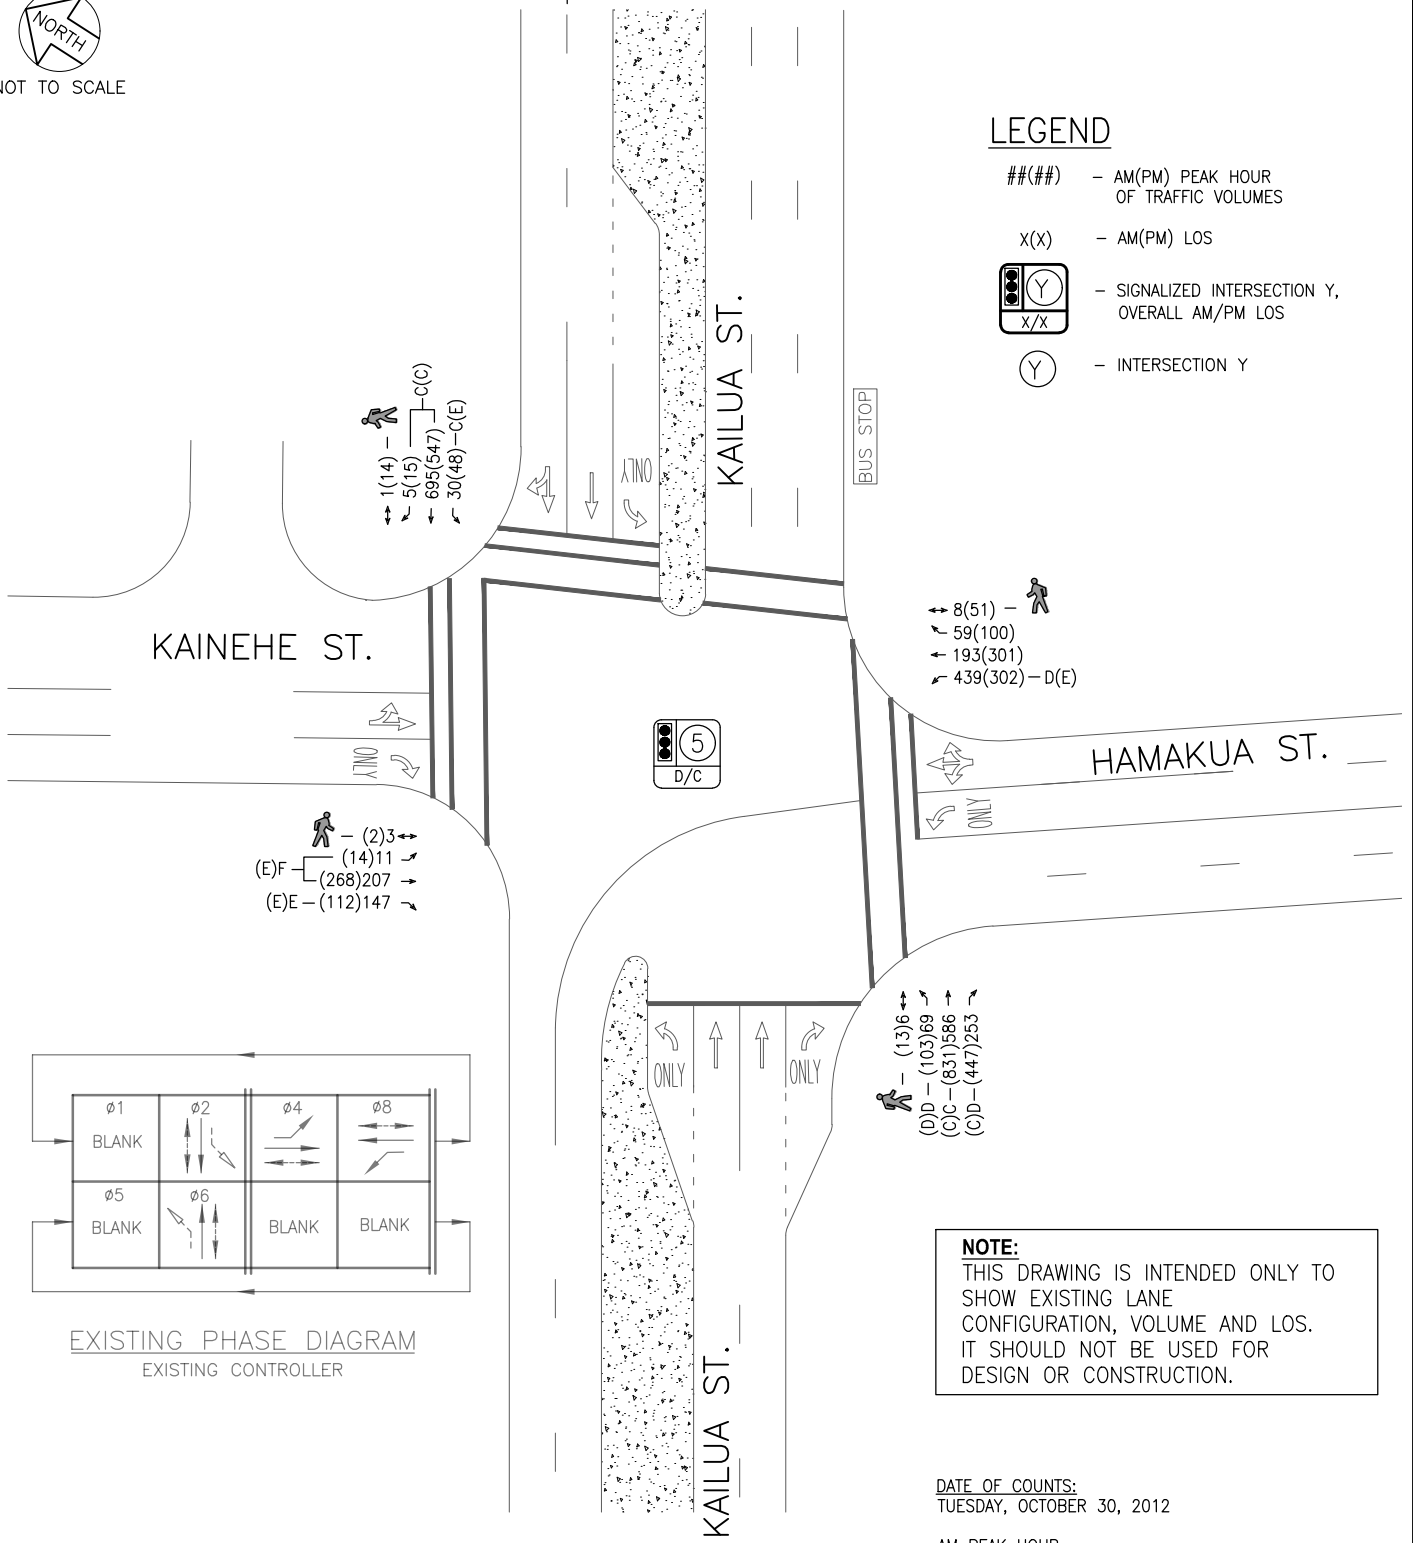 NORTH
NOT TO SCALE
LEGEND
##(##) – AM(PM) PEAK HOUR
OF TRAFFIC VOLUMES
X(X) – AM(PM) LOS
Y – SIGNALIZED INTERSECTION Y,
X/X OVERALL AM/PM LOS
Y – INTERSECTION Y
KAILUA ST.
BUS STOP
1(14) –
5(15)
695(547)
C(C)
30(48)–C(E)
ONLY
KAINEHE ST.
ONLY
8(51) –
59(100)
193(301)
439(302)–D(E)
HAMAKUA ST.
ONLY
5
D/C
– (2)3
(14)11
(E)F
(268)207
(E)E–(112)147
– (13)6
(D)D–(103)69
(C)C–(831)586
(C)D–(447)253
ONLY
ONLY
KAILUA ST.
ø1
BLANK
ø2
ø4
ø8
ø5
BLANK
ø6
BLANK
BLANK
EXISTING PHASE DIAGRAM
EXISTING CONTROLLER
NOTE:
THIS DRAWING IS INTENDED ONLY TO
SHOW EXISTING LANE
CONFIGURATION, VOLUME AND LOS.
IT SHOULD NOT BE USED FOR
DESIGN OR CONSTRUCTION.
DATE OF COUNTS:
TUESDAY, OCTOBER 30, 2012
AM PEAK HOUR